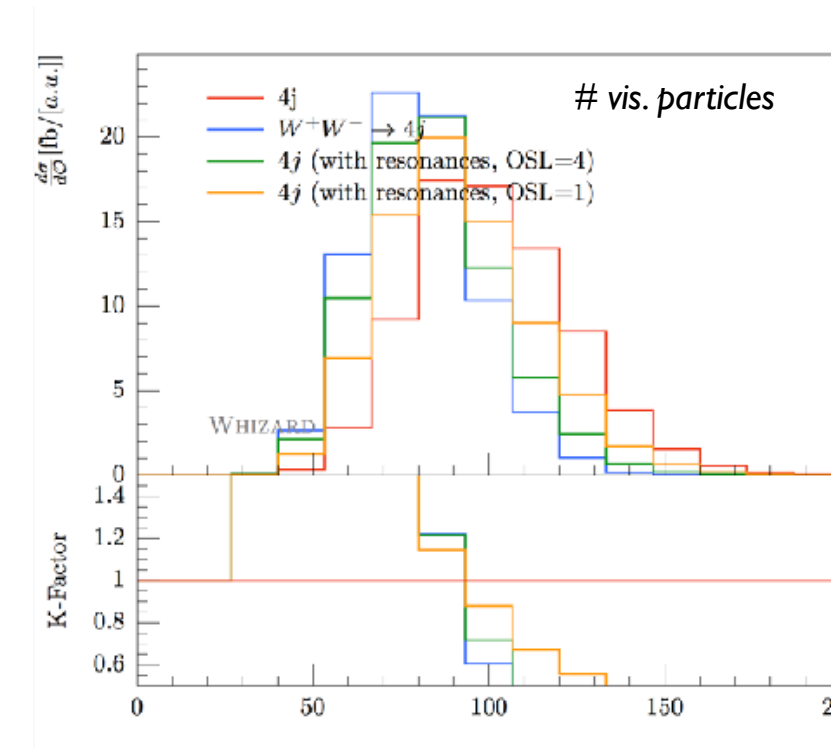 dσ/dO [fb/[a.u.]]
# vis. particles
4j
W⁺W⁻ → 4j
4j (with resonances, OSL=4)
4j (with resonances, OSL=1)
20
15
10
5
WHIZARD
0
1.4
1.2
1
0.8
0.6
K-Factor
0 50 100 150